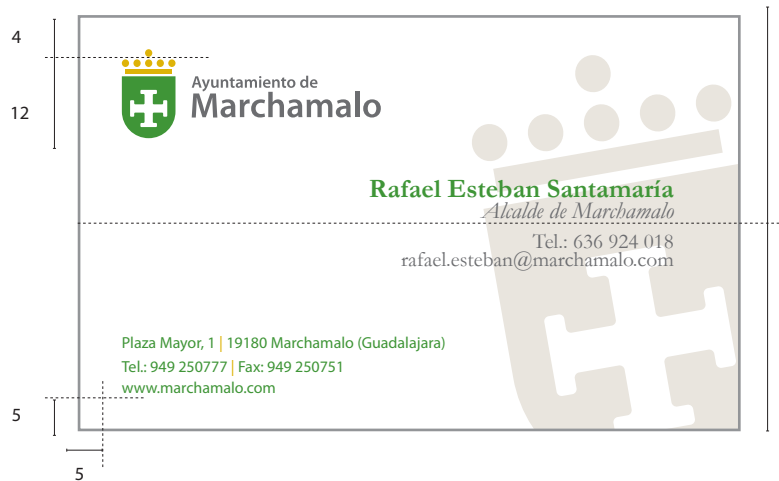 4
12
Ayuntamiento de
Marchamalo
Rafael Esteban Santamaría
Alcalde de Marchamalo
Tel.: 636 924 018
rafael.esteban@marchamalo.com
Plaza Mayor, 1 | 19180 Marchamalo (Guadalajara)
Tel.: 949 250777 | Fax: 949 250751
www.marchamalo.com
5
5